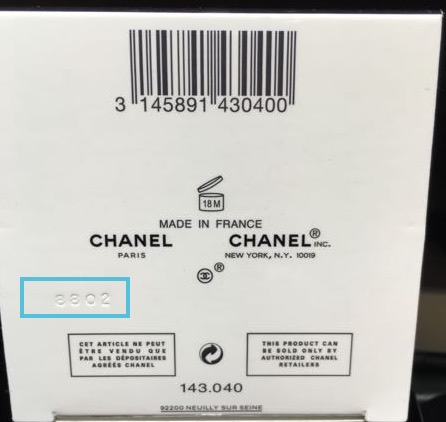 3 145891 430400
18M
MADE IN FRANCE
CHANEL
PARIS
CHANEL® INC.
NEW YORK, N.Y. 10019
®
8802
CET ARTICLE NE PEUT
ÊTRE VENDU QUE
PAR LES DÉPOSITAIRES
AGRÉÉS CHANEL
THIS PRODUCT CAN
BE SOLD ONLY BY
AUTHORIZED CHANEL
RETAILERS
143.040
92200 NEUILLY SUR SEINE